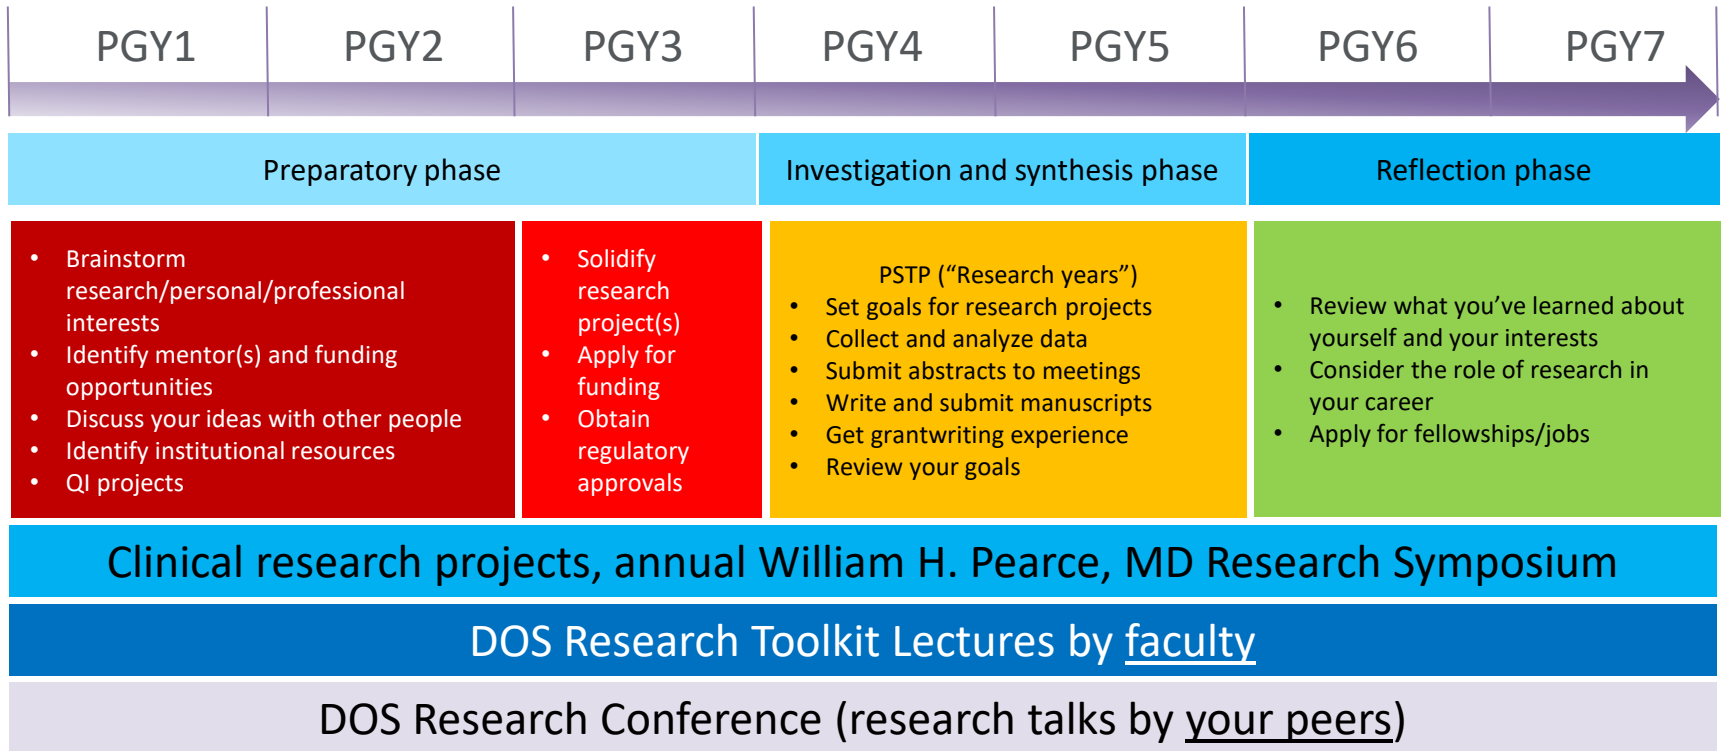 PGY1
PGY2
PGY3
PGY4
PGY5
PGY6
PGY7
Preparatory phase
Investigation and synthesis phase
Reflection phase
• Brainstorm
research/personal/professional
interests
• Identify mentor(s) and funding
opportunities
• Discuss your ideas with other people
• Identify institutional resources
• QI projects
• Solidify
research
project(s)
• Apply for
funding
• Obtain
regulatory
approvals
PSTP (“Research years”)
• Set goals for research projects
• Collect and analyze data
• Submit abstracts to meetings
• Write and submit manuscripts
• Get grantwriting experience
• Review your goals
• Review what you’ve learned about
yourself and your interests
• Consider the role of research in
your career
• Apply for fellowships/jobs
Clinical research projects, annual William H. Pearce, MD Research Symposium
DOS Research Toolkit Lectures by faculty
DOS Research Conference (research talks by your peers)